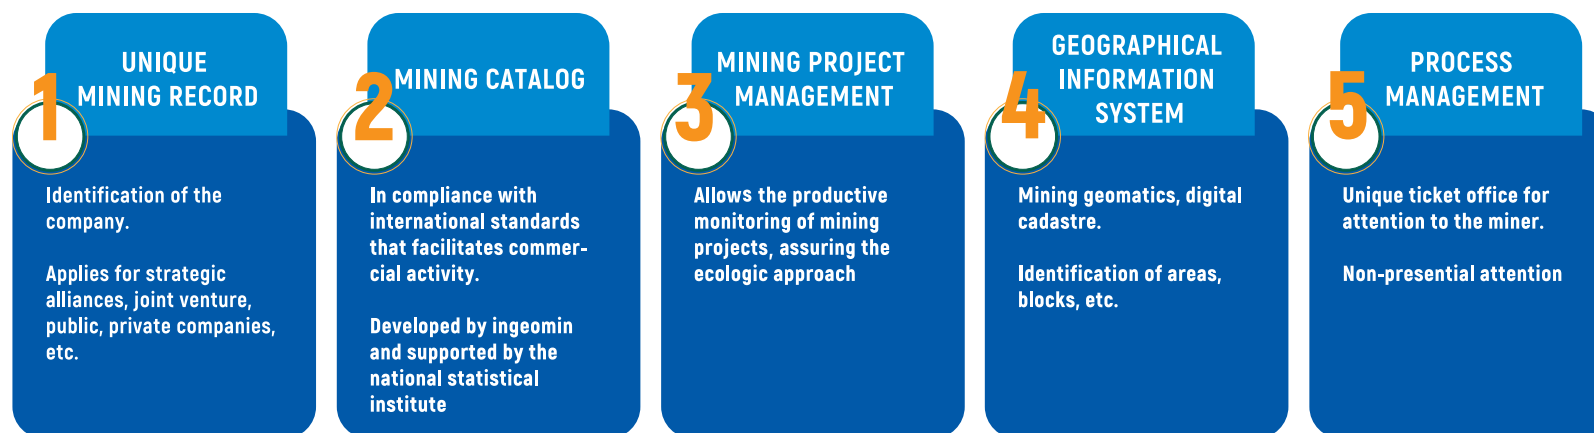 1
UNIQUE
MINING RECORD
Identification of the
company.
Applies for strategic
alliances, joint venture,
public, private companies,
etc.
2
MINING CATALOG
In compliance with
international standards
that facilitates commer-
cial activity.
Developed by ingeomin
and supported by the
national statistical
institute
3
MINING PROJECT
MANAGEMENT
Allows the productive
monitoring of mining
projects, assuring the
ecologic approach
4
GEOGRAPHICAL
INFORMATION
SYSTEM
Mining geomatics, digital
cadastre.
Identification of areas,
blocks, etc.
5
PROCESS
MANAGEMENT
Unique ticket office for
attention to the miner.
Non-presential attention